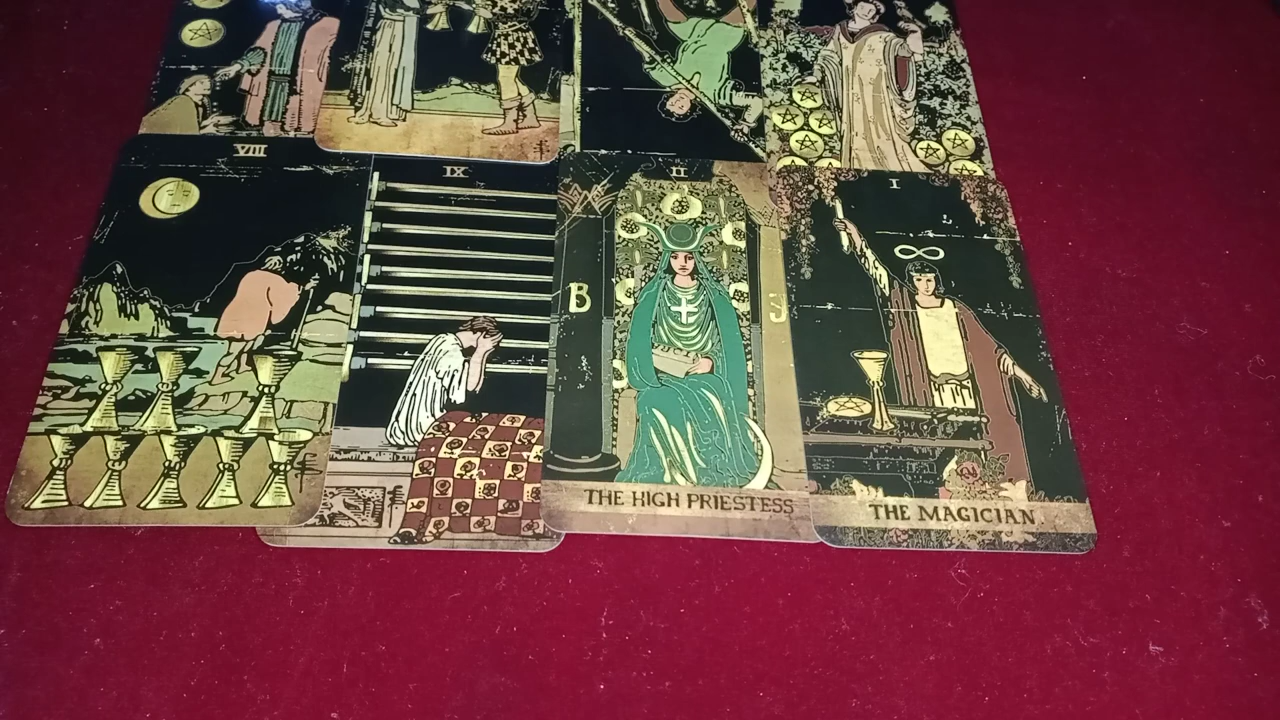 VIII
IX
II
I
B
J
THE HIGH PRIESTESS
THE MAGICIAN